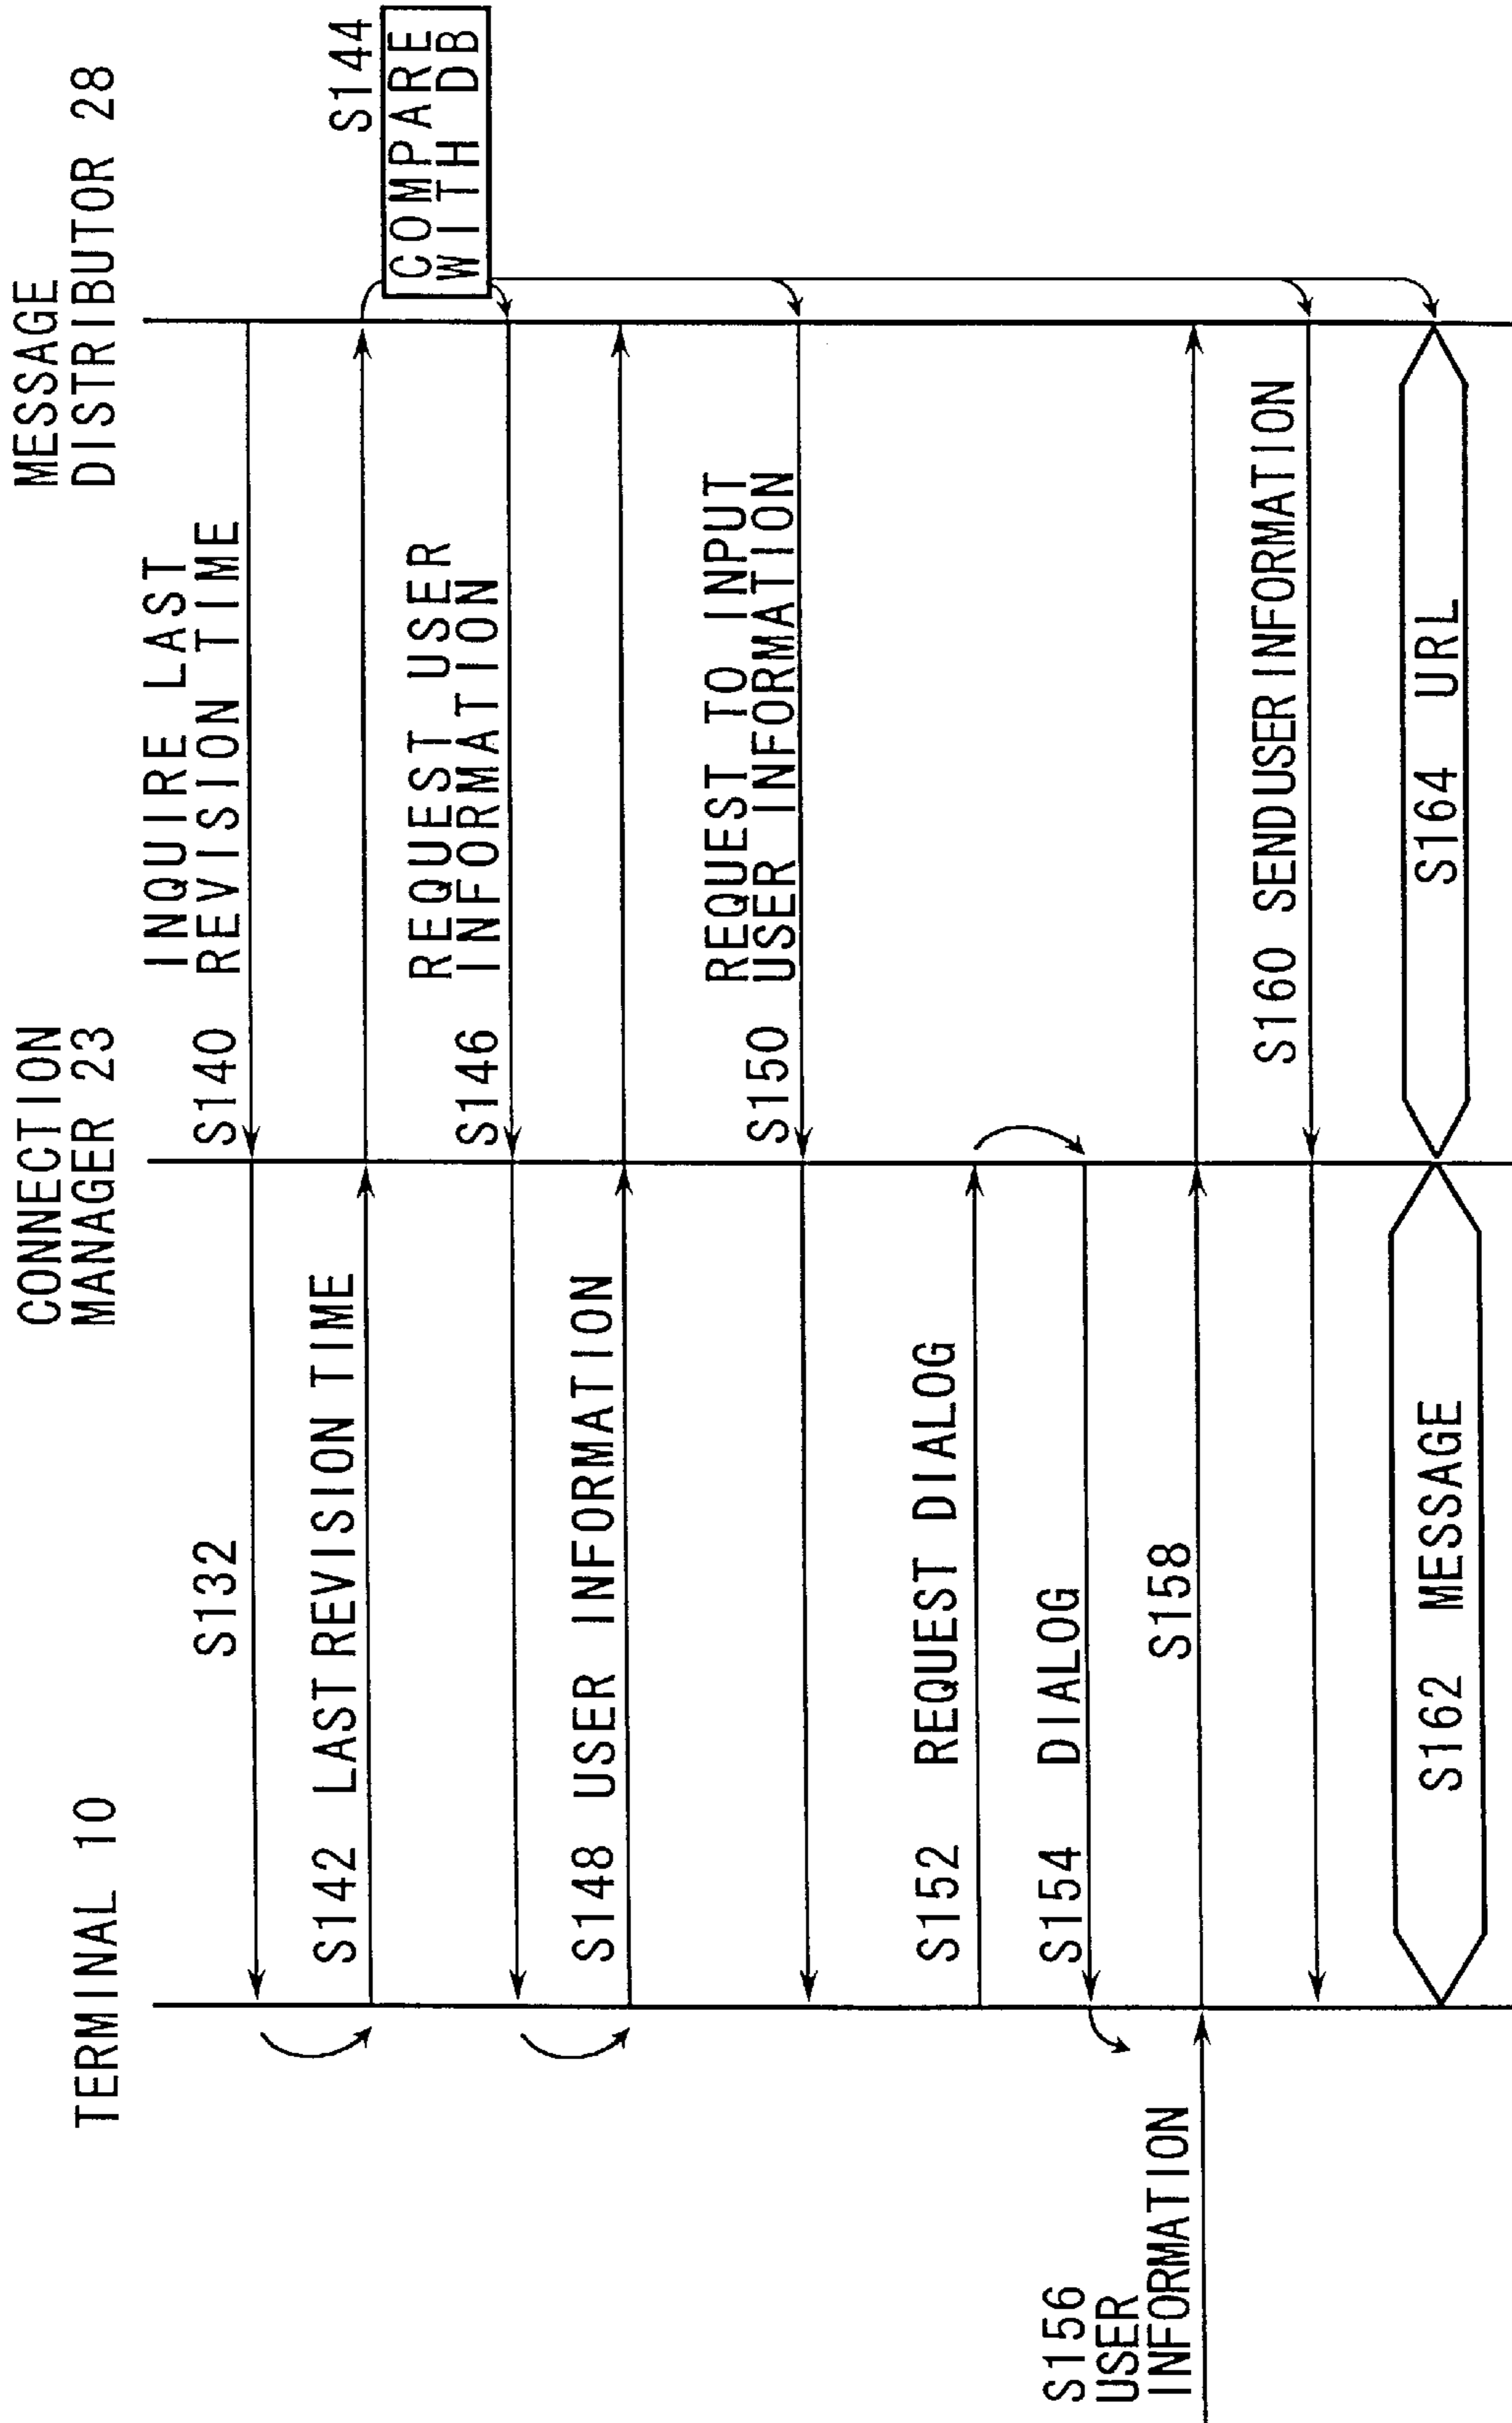 TERMINAL 10
CONNECTION
MANAGER 23
MESSAGE
DISTRIBUTOR 28
S132
S140
INQUIRE LAST
REVISION TIME
S142 LAST REVISION TIME
S144
COMPARE
WITH DB
S146
REQUEST USER
INFORMATION
S148 USER INFORMATION
S150
REQUEST TO INPUT
USER INFORMATION
S152 REQUEST DIALOG
S154 DIALOG
S156
USER
INFORMATION
S158
S160 SEND USER INFORMATION
S162 MESSAGE
S164 URL